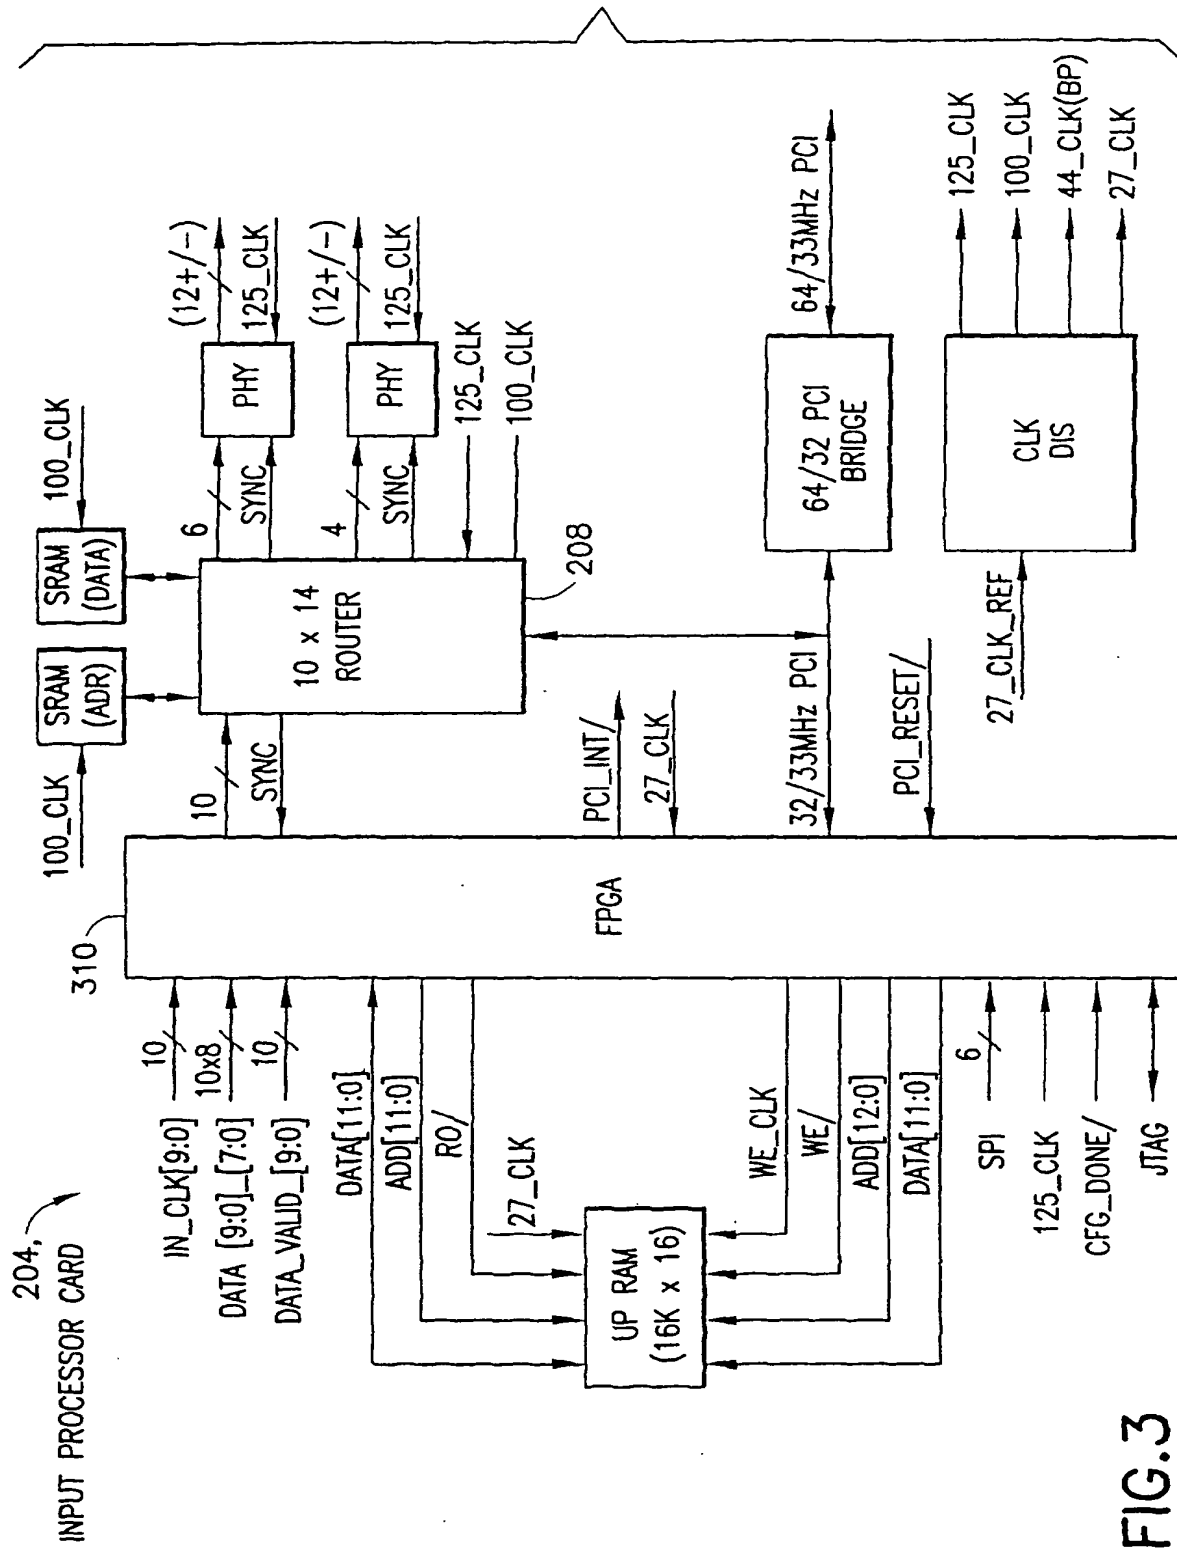 204,
INPUT PROCESSOR CARD
310
IN_CLK[9:0]
10
DATA [9:0]_[7:0]
10x8
DATA_VALID_[9:0]
10
DATA[11:0]
ADD[11:0]
RO/
27_CLK
UP RAM
(16K x 16)
WE_CLK
WE/
ADD[12:0]
DATA[11:0]
SPI
6
125_CLK
CFG_DONE/
JTAG
FPGA
100_CLK
SRAM
(ADR)
SRAM
(DATA)
100_CLK
10
SYNC
10 x 14
ROUTER
208
6
SYNC
PHY
(12+/-)
125_CLK
4
SYNC
PHY
(12+/-)
125_CLK
125_CLK
100_CLK
PCI_INT/
27_CLK
32/33MHz PCI
PCI_RESET/
64/32 PCI
BRIDGE
64/33MHz PCI
27_CLK_REF
CLK
DIS
125_CLK
100_CLK
44_CLK(BP)
27_CLK
FIG.3